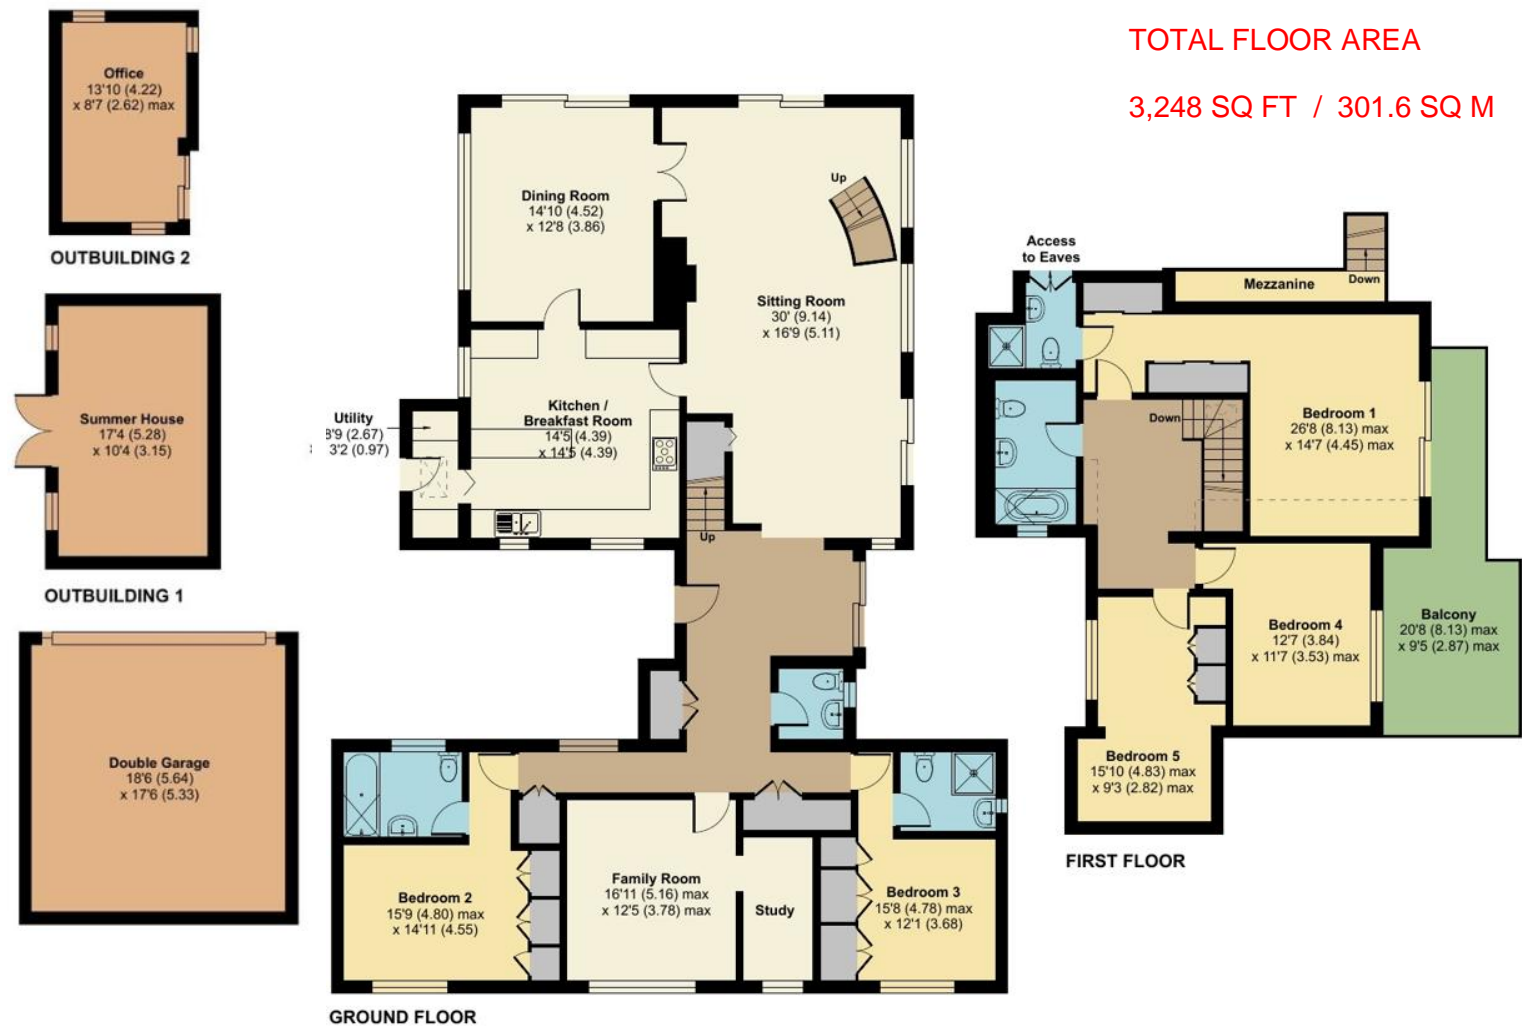 TOTAL FLOOR AREA
3,248 SQ FT / 301.6 SQ M
Office
13'10 (4.22)
x 8'7 (2.62) max
OUTBUILDING 2
Summer House
17'4 (5.28)
x 10'4 (3.15)
OUTBUILDING 1
Double Garage
18'6 (5.64)
x 17'6 (5.33)
Dining Room
14'10 (4.52)
x 12'8 (3.86)
Up
Sitting Room
30' (9.14)
x 16'9 (5.11)
Kitchen /
Breakfast Room
14'5 (4.39)
x 14'5 (4.39)
Utility
8'9 (2.67)
3'2 (0.97)
Up
Bedroom 2
15'9 (4.80) max
x 14'11 (4.55)
Family Room
16'11 (5.16) max
x 12'5 (3.78) max
Study
Bedroom 3
15'8 (4.78) max
x 12'1 (3.68)
GROUND FLOOR
Access
to Eaves
Mezzanine
Down
Bedroom 1
26'8 (8.13) max
x 14'7 (4.45) max
Down
Bedroom 4
12'7 (3.84)
x 11'7 (3.53) max
Balcony
20'8 (8.13) max
x 9'5 (2.87) max
Bedroom 5
15'10 (4.83) max
x 9'3 (2.82) max
FIRST FLOOR